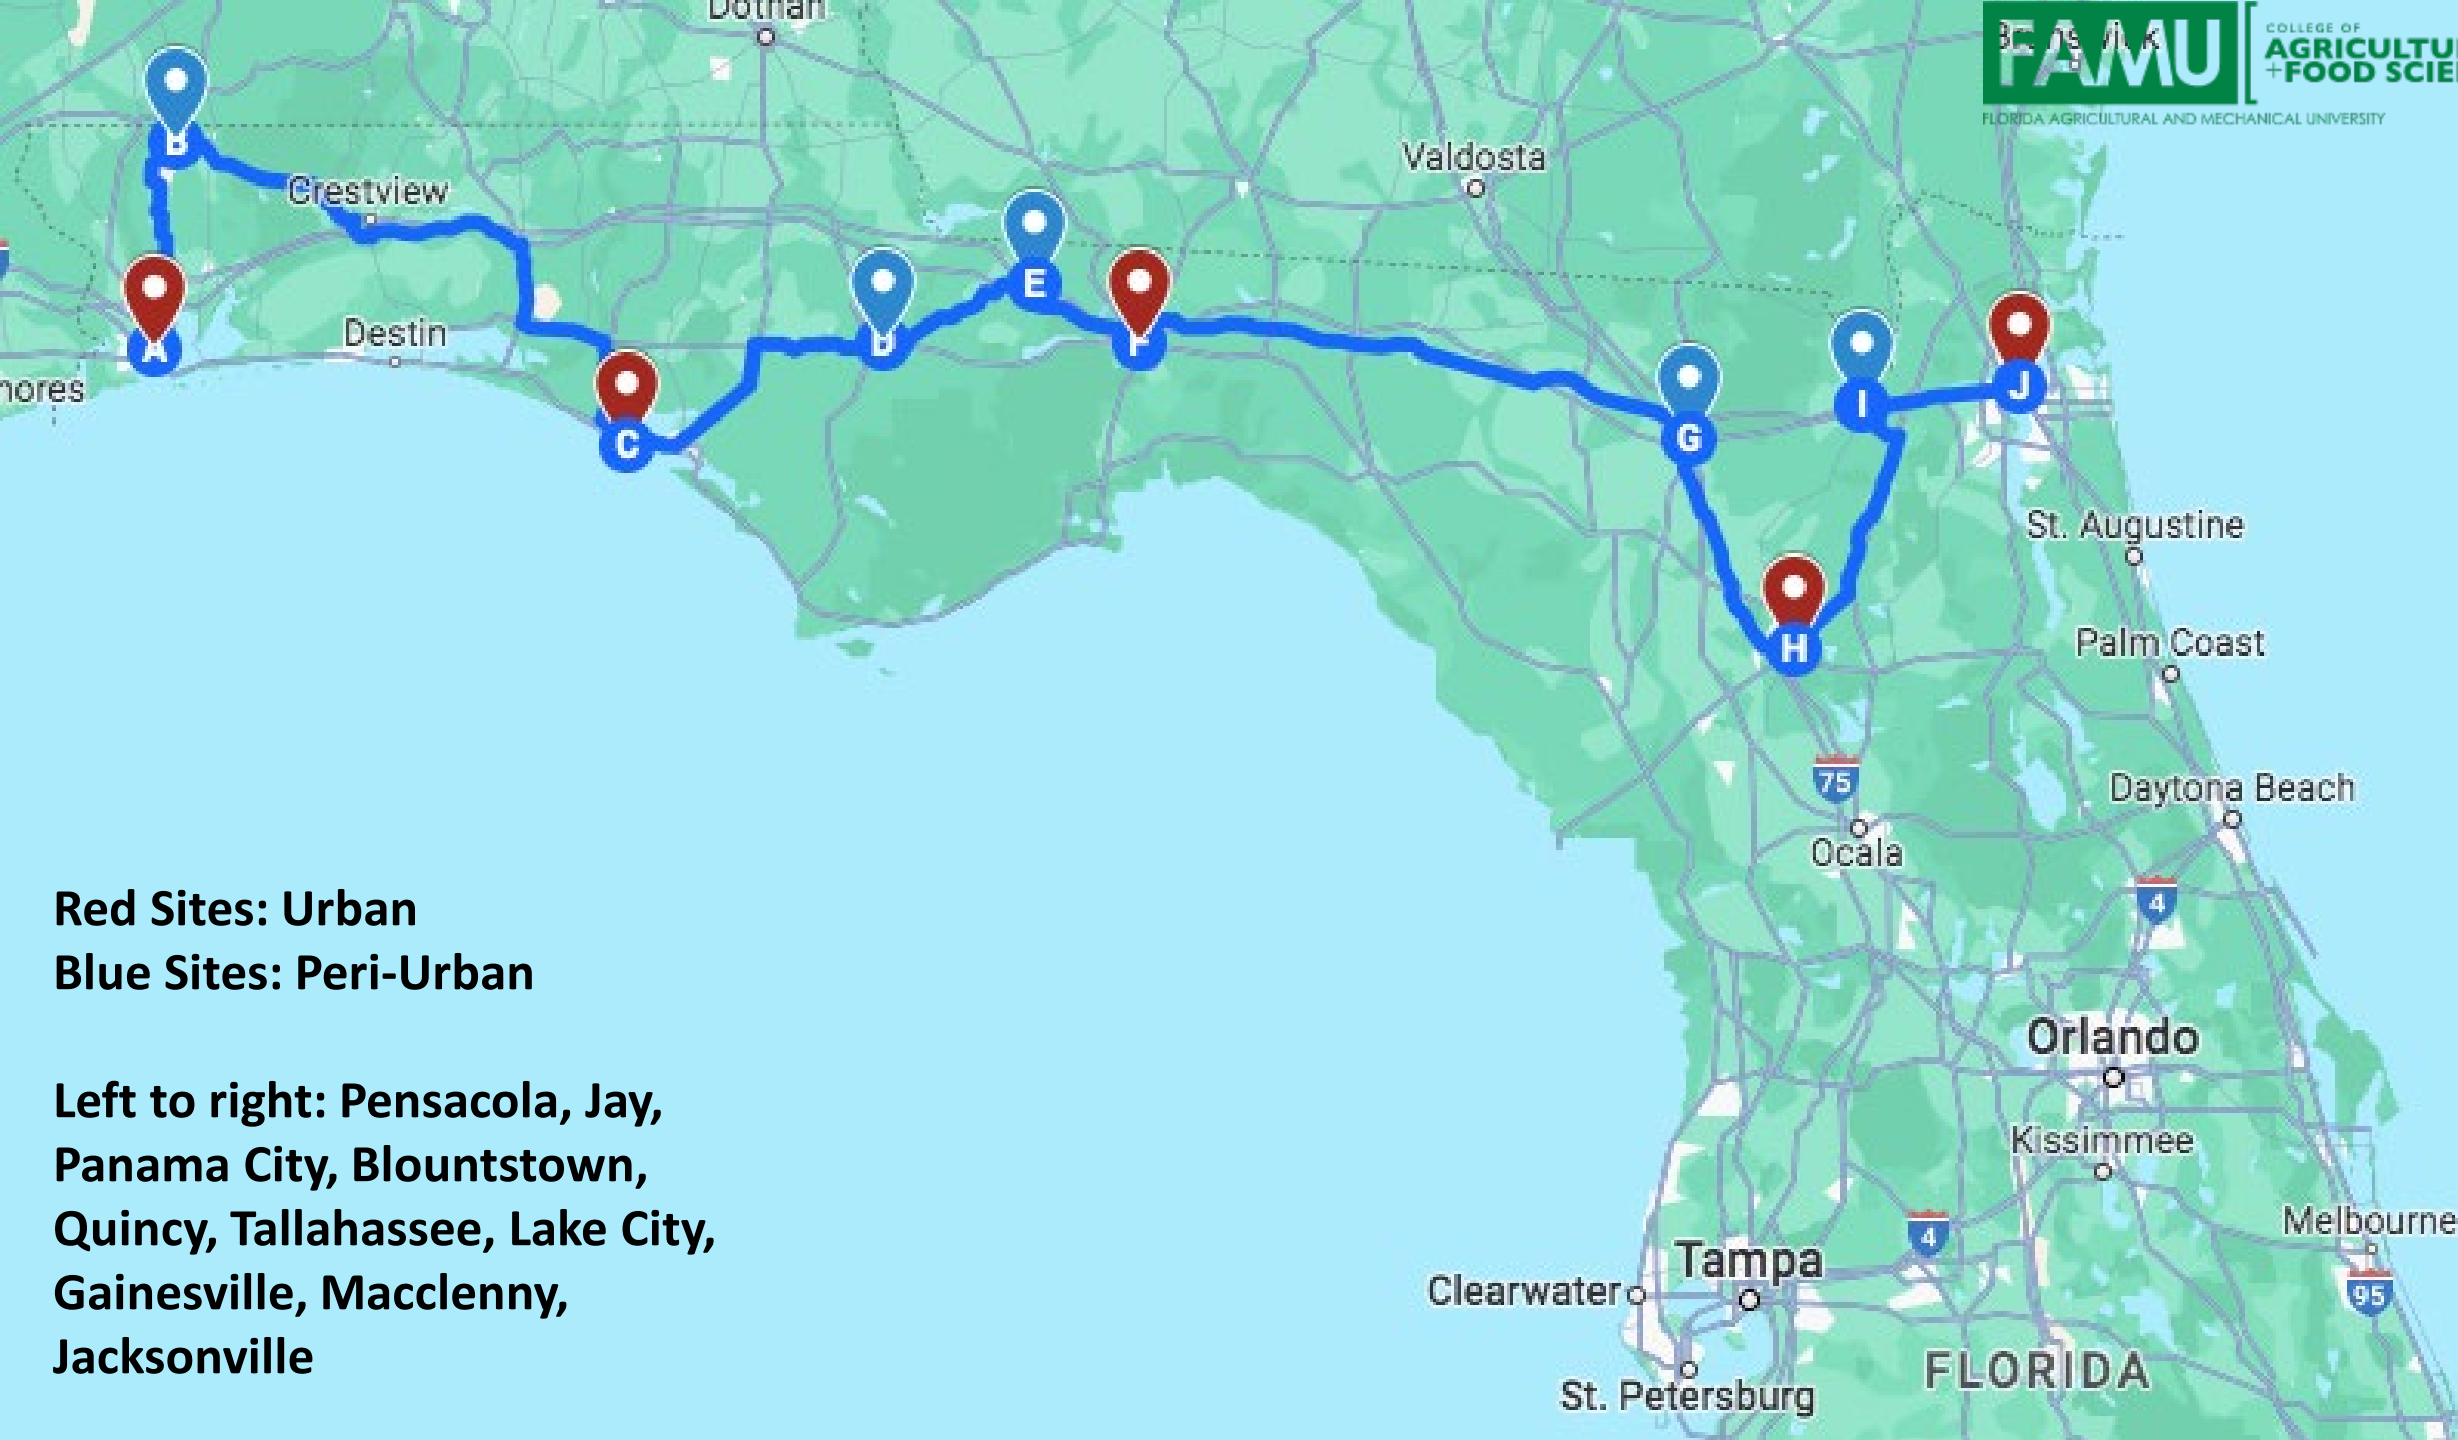 Dothan
FAMU
COLLEGE OF
AGRICULTU
+FOOD SCIE
FLORIDA AGRICULTURAL AND MECHANICAL UNIVERSITY
B
Valdosta
Crestview
E
Destin
A
D
F
hores
I
J
C
G
St. Augustine
H
Palm Coast
75
Daytona Beach
Ocala
4
Red Sites: Urban
Blue Sites: Peri-Urban
Orlando
Left to right: Pensacola, Jay,
Panama City, Blountstown,
Quincy, Tallahassee, Lake City,
Gainesville, Macclenny,
Jacksonville
Kissimmee
Melbourne
4
Tampa
Clearwater
95
FLORIDA
St. Petersburg